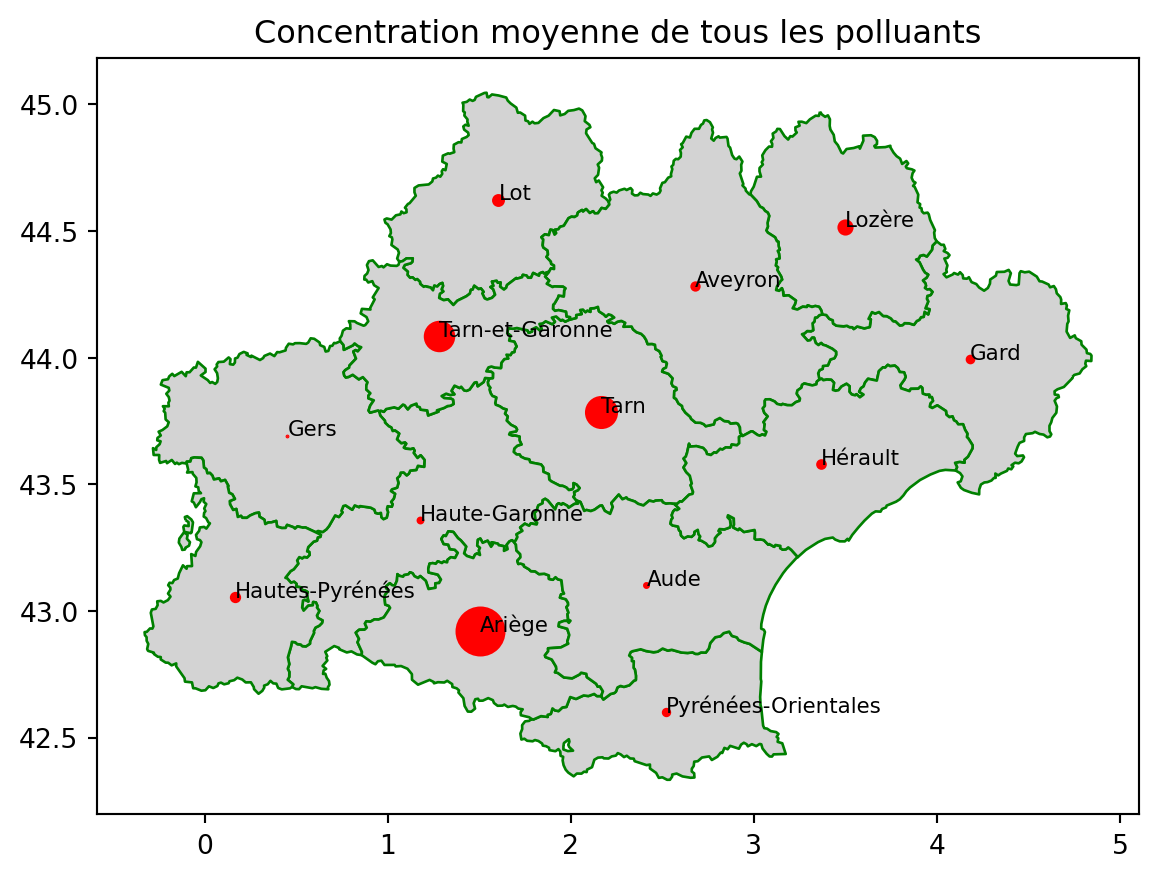 Concentration moyenne de tous les polluants
45.0
44.5
44.0
43.5
43.0
42.5
Lot
Lozère
Aveyron
Tarn-et-Garonne
Gard
Tarn
Gers
Hérault
Haute-Garonne
Aude
Hautes-Pyrénées
Ariège
Pyrénées-Orientales
0
1
2
3
4
5